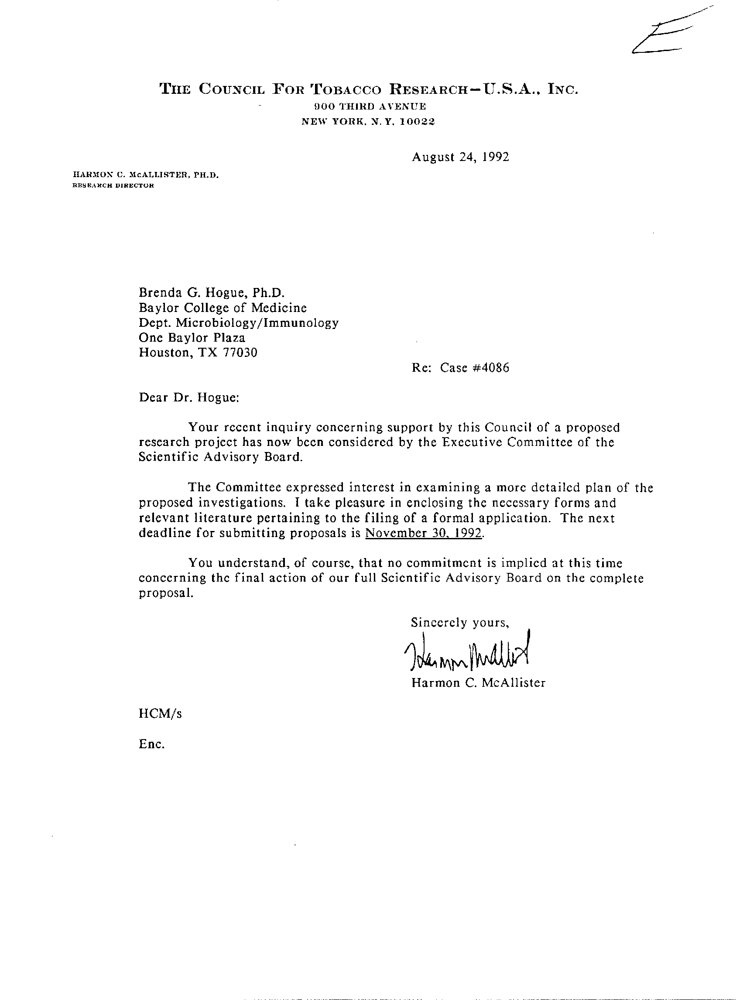 E
THE COUNCIL FOR TOBACCO RESEARCH—U.S.A., INC.
900 THIRD AVENUE
NEW YORK, N. Y. 10022
August 24, 1992
HARMON C. McALLISTER, PH.D.
RESEARCH DIRECTOR
Brenda G. Hogue, Ph.D.
Baylor College of Medicine
Dept. Microbiology/Immunology
One Baylor Plaza
Houston, TX 77030
Re: Case #4086
Dear Dr. Hogue:
Your recent inquiry concerning support by this Council of a proposed
research project has now been considered by the Executive Committee of the
Scientific Advisory Board.
The Committee expressed interest in examining a more detailed plan of the
proposed investigations. I take pleasure in enclosing the necessary forms and
relevant literature pertaining to the filing of a formal application. The next
deadline for submitting proposals is November 30, 1992.
You understand, of course, that no commitment is implied at this time
concerning the final action of our full Scientific Advisory Board on the complete
proposal.
Sincerely yours,
Harmon McAllister
Harmon C. McAllister
HCM/s
Enc.